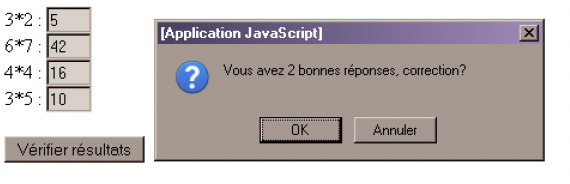 3*2 : 5
6*7 : 42
4*4 : 16
3*5 : 10
Vérifier résultats
[Application JavaScript]
Vous avez 2 bonnes réponses, correction?
OK
Annuler